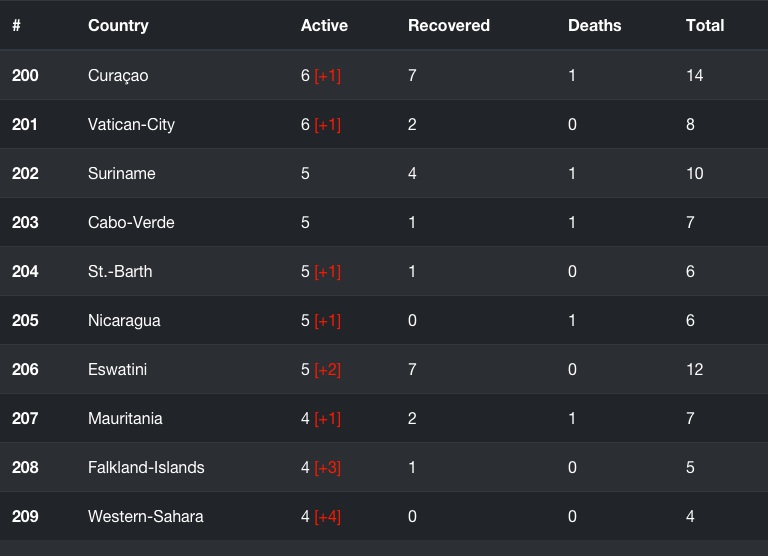 # Country Active Recovered Deaths Total
200 Curaçao 6 [+1] 7 1 14
201 Vatican-City 6 [+1] 2 0 8
202 Suriname 5 4 1 10
203 Cabo-Verde 5 1 1 7
204 St.-Barth 5 [+1] 1 0 6
205 Nicaragua 5 [+1] 0 1 6
206 Eswatini 5 [+2] 7 0 12
207 Mauritania 4 [+1] 2 1 7
208 Falkland-Islands 4 [+3] 1 0 5
209 Western-Sahara 4 [+4] 0 0 4